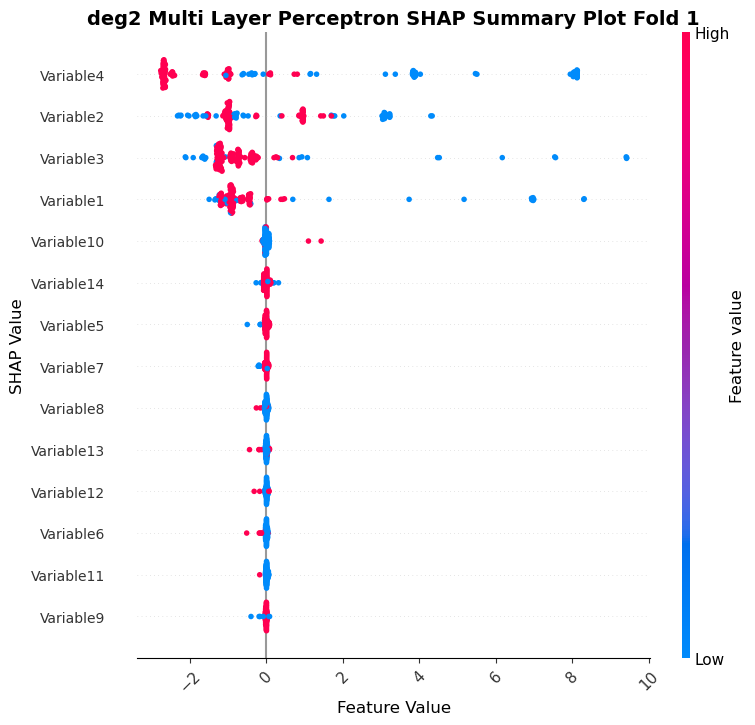 deg2 Multi Layer Perceptron SHAP Summary Plot Fold 1
High
Variable4
Variable2
Variable3
Variable1
Variable10
Variable14
Variable5
Variable7
Variable8
Variable13
Variable12
Variable6
Variable11
Variable9
SHAP Value
Feature value
Low
−2
0
2
4
6
8
10
Feature Value